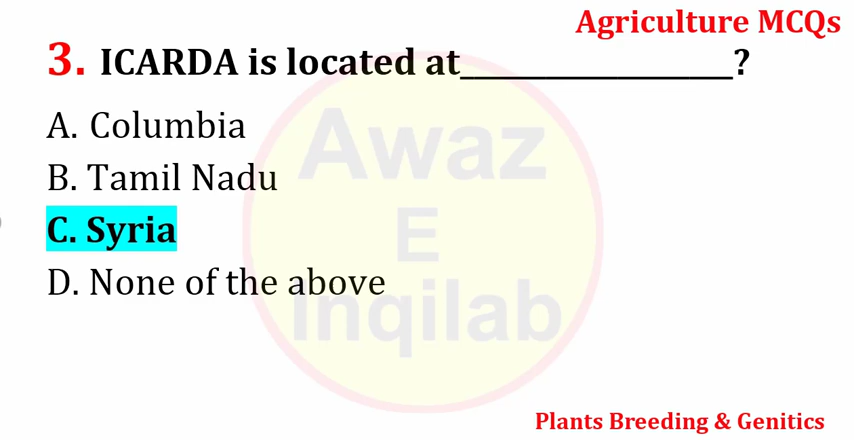 Agriculture MCQs
3. ICARDA is located at____________________?
A. Columbia
B. Tamil Nadu
C. Syria
D. None of the above
Awaz
E
Inqilab
Plants Breeding & Genitics